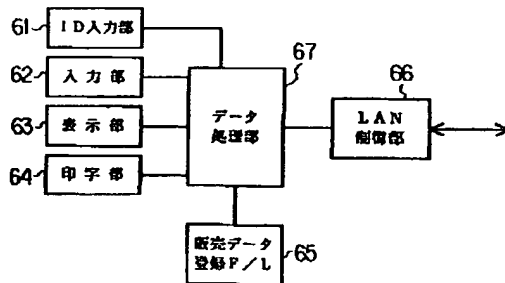 61
ID入力部
62
入力部
63
表示部
64
印字部
67
データ
処理部
66
LAN
制御部
販売データ
登録F/L
65